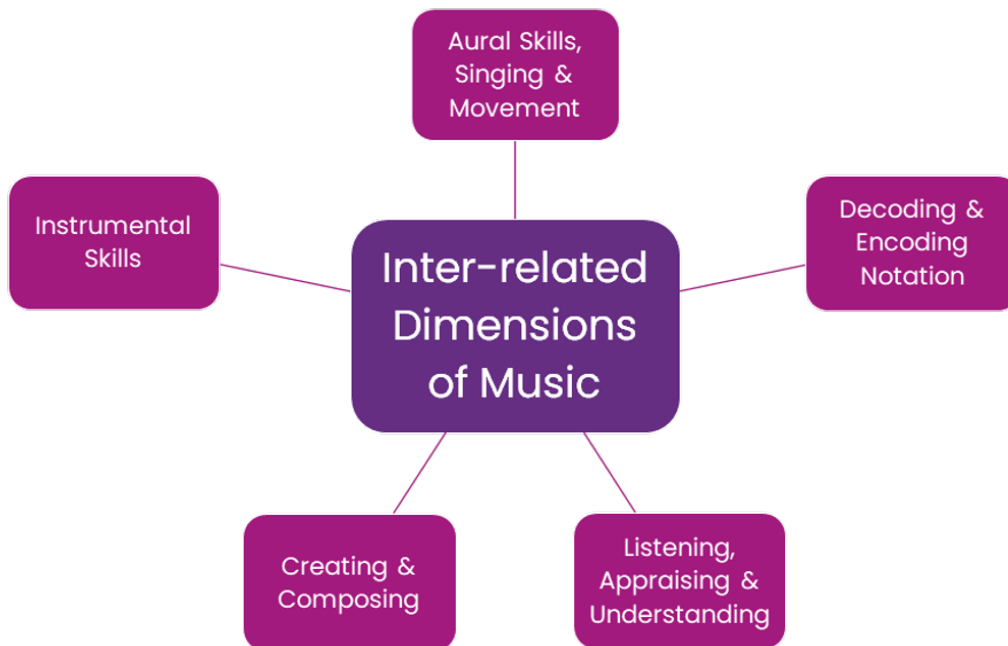 Aural Skills,
Singing &
Movement
Instrumental
Skills
Decoding &
Encoding
Notation
Inter-related
Dimensions
of Music
Creating &
Composing
Listening,
Appraising &
Understanding